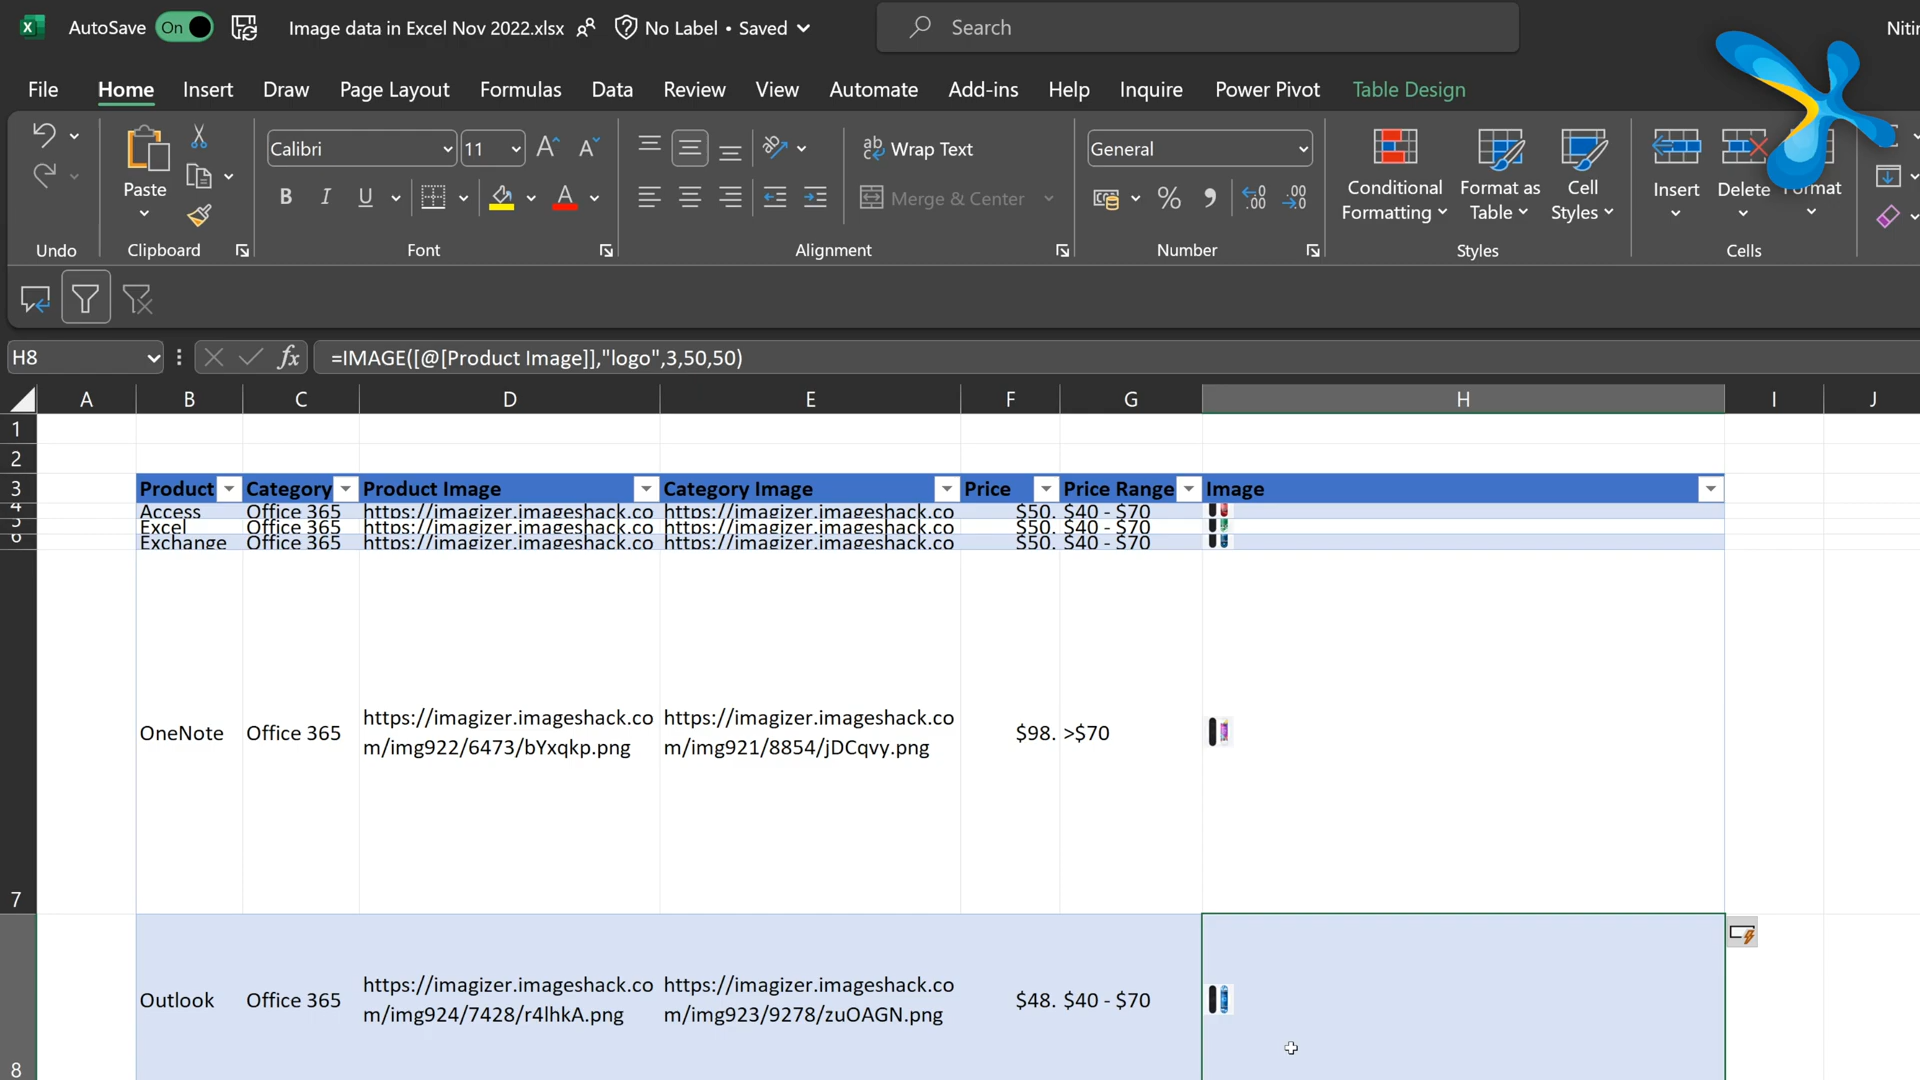 AutoSave On Image data in Excel Nov 2022.xlsx No Label • Saved Search
File Home Insert Draw Page Layout Formulas Data Review View Automate Add-ins Help Inquire Power Pivot Table Design
Calibri 11 Wrap Text General
Paste B I U Merge & Center % Conditional Formatting Format as Table Cell Styles Insert Delete Format
Undo Clipboard Font Alignment Number Styles Cells
H8 fx =IMAGE([@[Product Image]],"logo",3,50,50)
A B C D E F G H I J
1
2
3 Product Category Product Image Category Image Price Price Range Image
4 Access Office 365 https://imagizer.imageshack.co https://imagizer.imageshack.co $50. $40 - $70
5 Excel Office 365 https://imagizer.imageshack.co https://imagizer.imageshack.co $50. $40 - $70
6 Exchange Office 365 https://imagizer.imageshack.co https://imagizer.imageshack.co $50. $40 - $70
https://imagizer.imageshack.co https://imagizer.imageshack.co
OneNote Office 365 $98. >$70
m/img922/6473/bYxqkp.png m/img921/8854/jDCqvy.png
7
https://imagizer.imageshack.co https://imagizer.imageshack.co
Outlook Office 365 $48. $40 - $70
m/img924/7428/r4lhkA.png m/img923/9278/zuOAGN.png
8